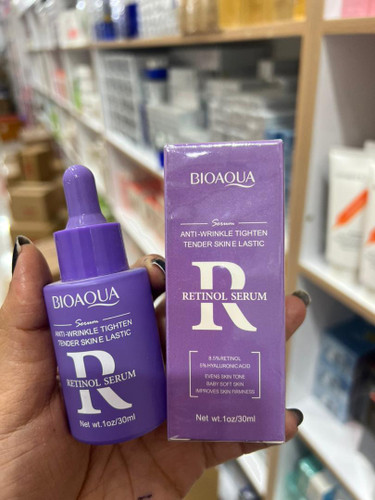 BIOAQUA
Serum
ANTI-WRINKLE TIGHTEN
TENDER SKIN E LASTIC
R
RETINOL SERUM
Net wt.1oz/30ml
BIOAQUA
Serum
ANTI-WRINKLE TIGHTEN
TENDER SKIN E LASTIC
R
RETINOL SERUM
8.5%RETINOL
5%HYALURONIC ACID
EVENS SKIN TONE
BABY SOFT SKIN
IMPROVES SKIN FIRMNESS
Net wt.1oz/30ml